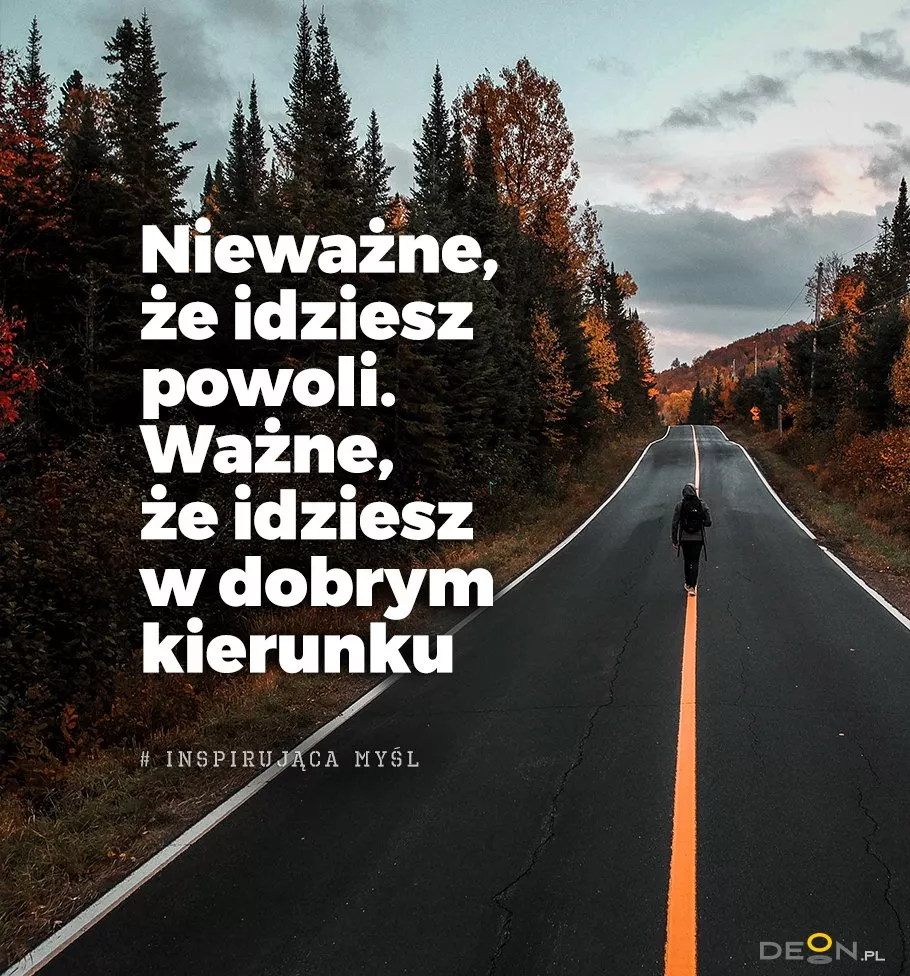 Nieważne,
że idziesz
powoli.
Ważne,
że idziesz
w dobrym
kierunku
# INSPIRUJĄCA MYŚL
DEON.PL